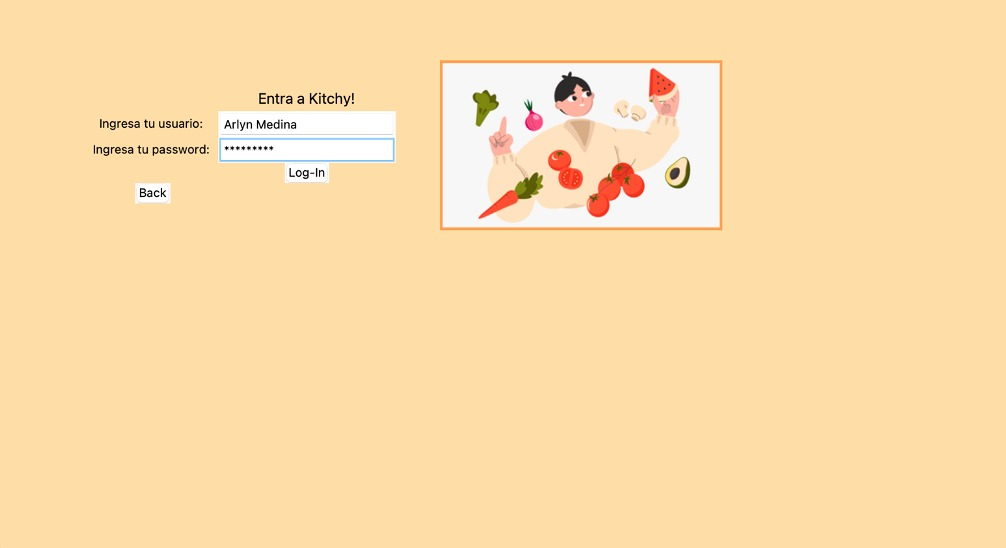 Entra a Kitchy!
Ingresa tu usuario: Arlyn Medina
Ingresa tu password: *********
Log-In
Back